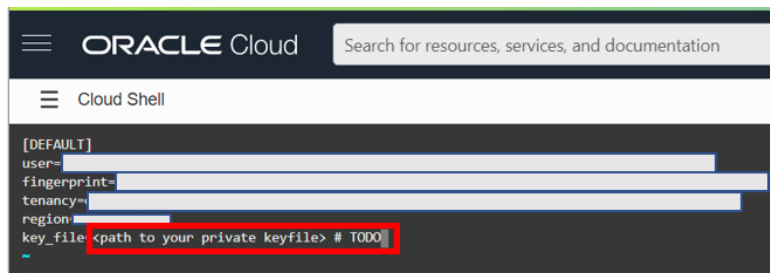 ORACLE Cloud
Search for resources, services, and documentation
Cloud Shell
[DEFAULT]
user=
fingerprint=
tenancy=
region
key_file=<path to your private keyfile> # TODO
~